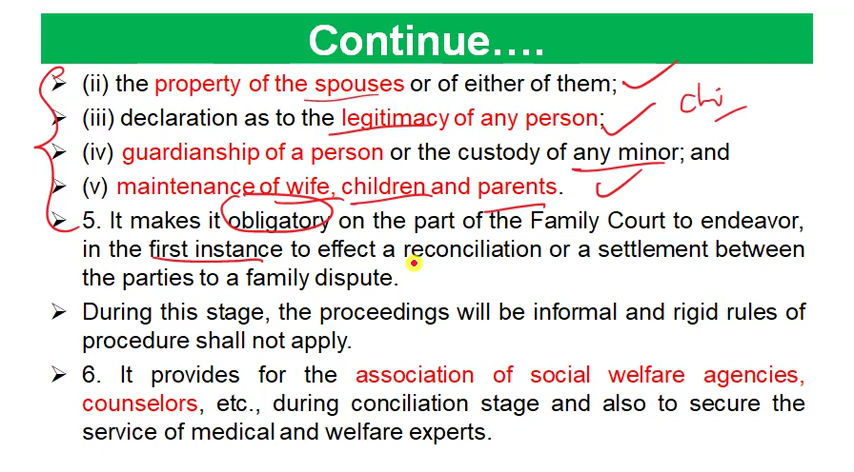 Continue....
➢ (ii) the property of the spouses or of either of them;
➢ (iii) declaration as to the legitimacy of any person;
➢ (iv) guardianship of a person or the custody of any minor; and
➢ (v) maintenance of wife, children and parents.
➢ 5. It makes it obligatory on the part of the Family Court to endeavor,
in the first instance to effect a reconciliation or a settlement between
the parties to a family dispute.
➢ During this stage, the proceedings will be informal and rigid rules of
procedure shall not apply.
➢ 6. It provides for the association of social welfare agencies,
counselors, etc., during conciliation stage and also to secure the
service of medical and welfare experts.